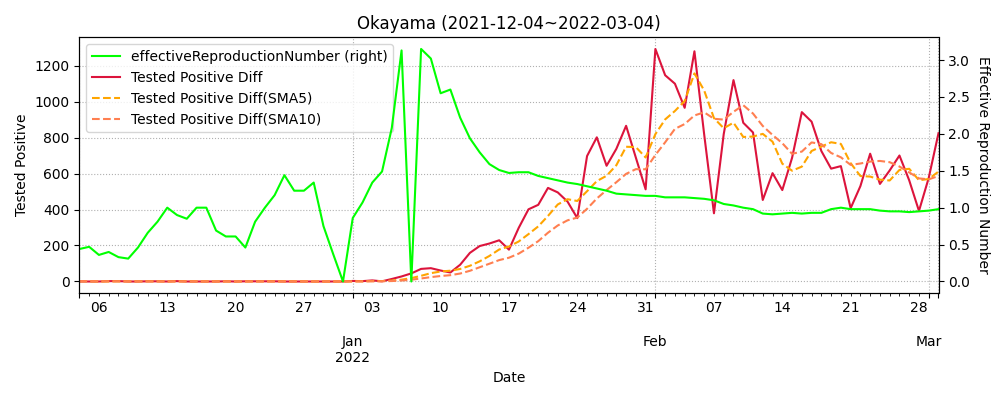 Okayama (2021-12-04~2022-03-04)
effectiveReproductionNumber (right)
Tested Positive Diff
Tested Positive Diff(SMA5)
Tested Positive Diff(SMA10)
Tested Positive
1200
1000
800
600
400
200
0
Effective Reproduction Number
3.0
2.5
2.0
1.5
1.0
0.5
0.0
06 13 20 27 03 10 17 24 31 07 14 21 28
Jan Feb Mar
2022
Date